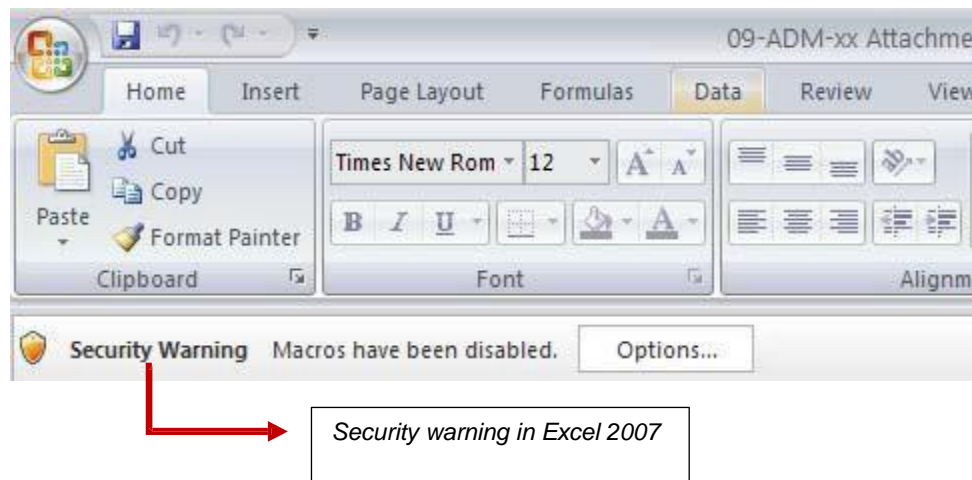 09-ADM-xx Attachme
Home Insert Page Layout Formulas Data Review View
Cut
Copy
Paste
Format Painter
Times New Rom 12 A A
B I U A
Clipboard Font Alignm
Security Warning Macros have been disabled. Options...
Security warning in Excel 2007